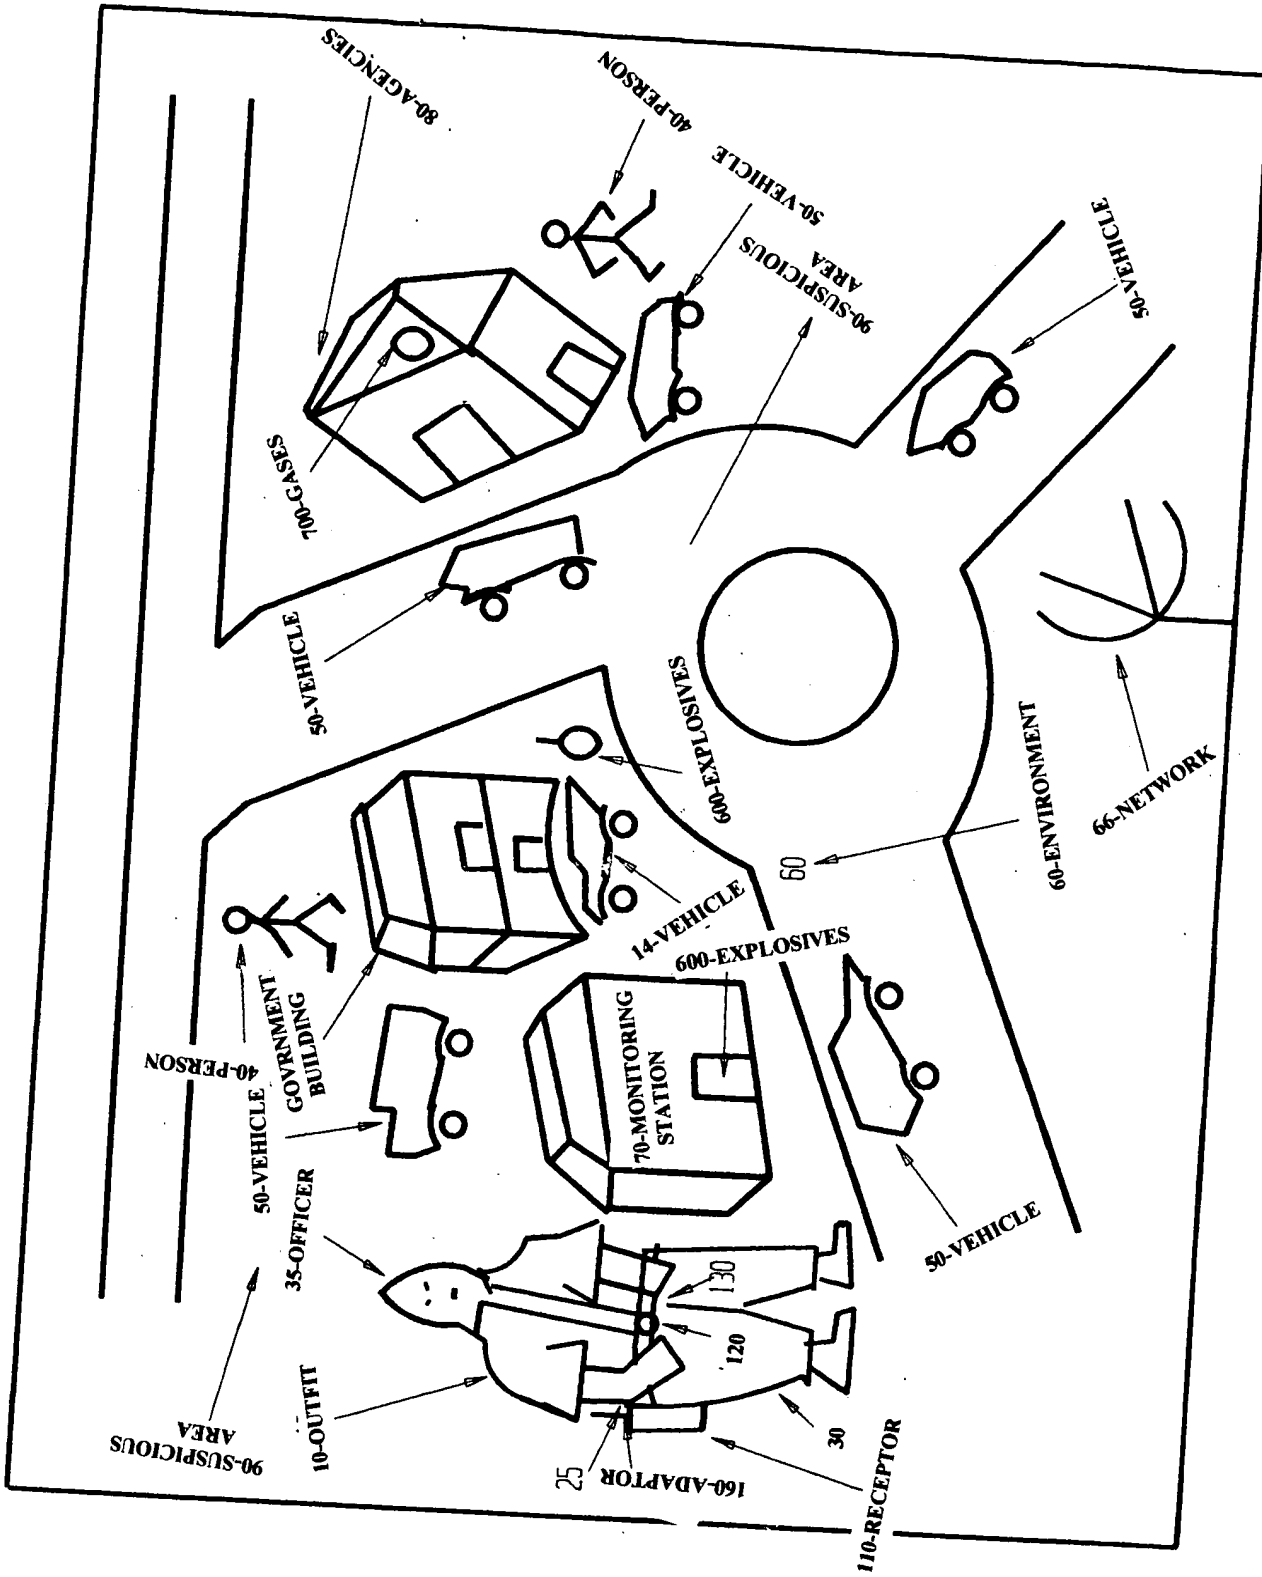 80-AGENCIES
40-PERSON
50-VEHICLE
90-SUSPICIOUS
AREA
50-VEHICLE
700-GASES
50-VEHICLE
600-EXPLOSIVES
60-ENVIRONMENT
66-NETWORK
60
14-VEHICLE
600-EXPLOSIVES
40-PERSON
GOVRNMENT
BUILDING
50-VEHICLE
70-MONITORING
STATION
35-OFFICER
50-VEHICLE
130
120
10-OUTFIT
90-SUSPICIOUS
AREA
25
160-ADAPTOR
30
110-RECEPTOR